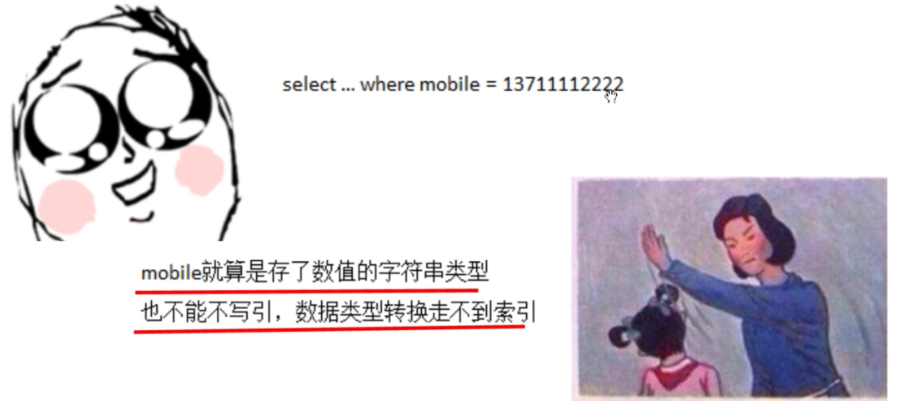 select ... where mobile = 13711112222
mobile就算是存了数值的字符串类型
也不能不写引，数据类型转换走不到索引